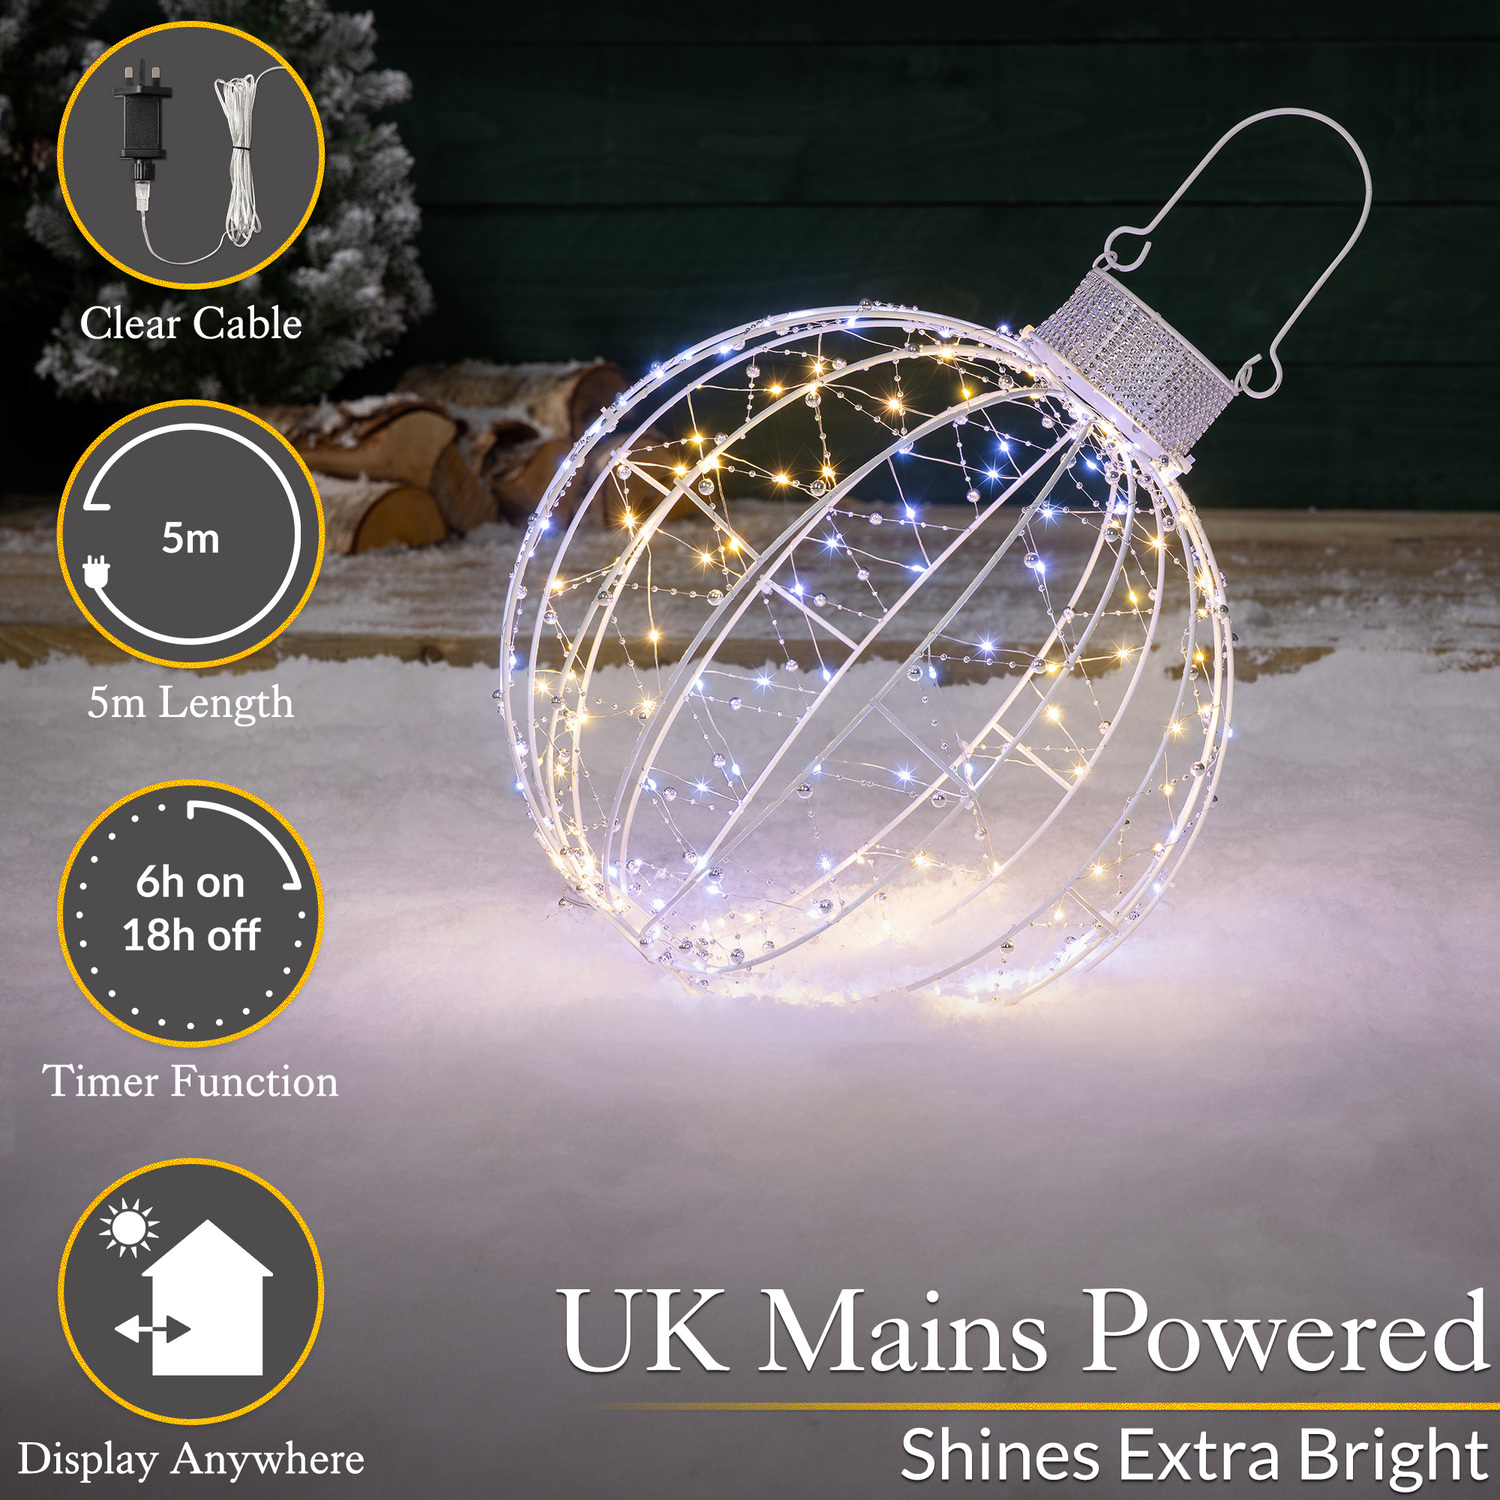 Clear Cable
5m
5m Length
6h on
18h off
Timer Function
Display Anywhere
UK Mains Powered
Shines Extra Bright